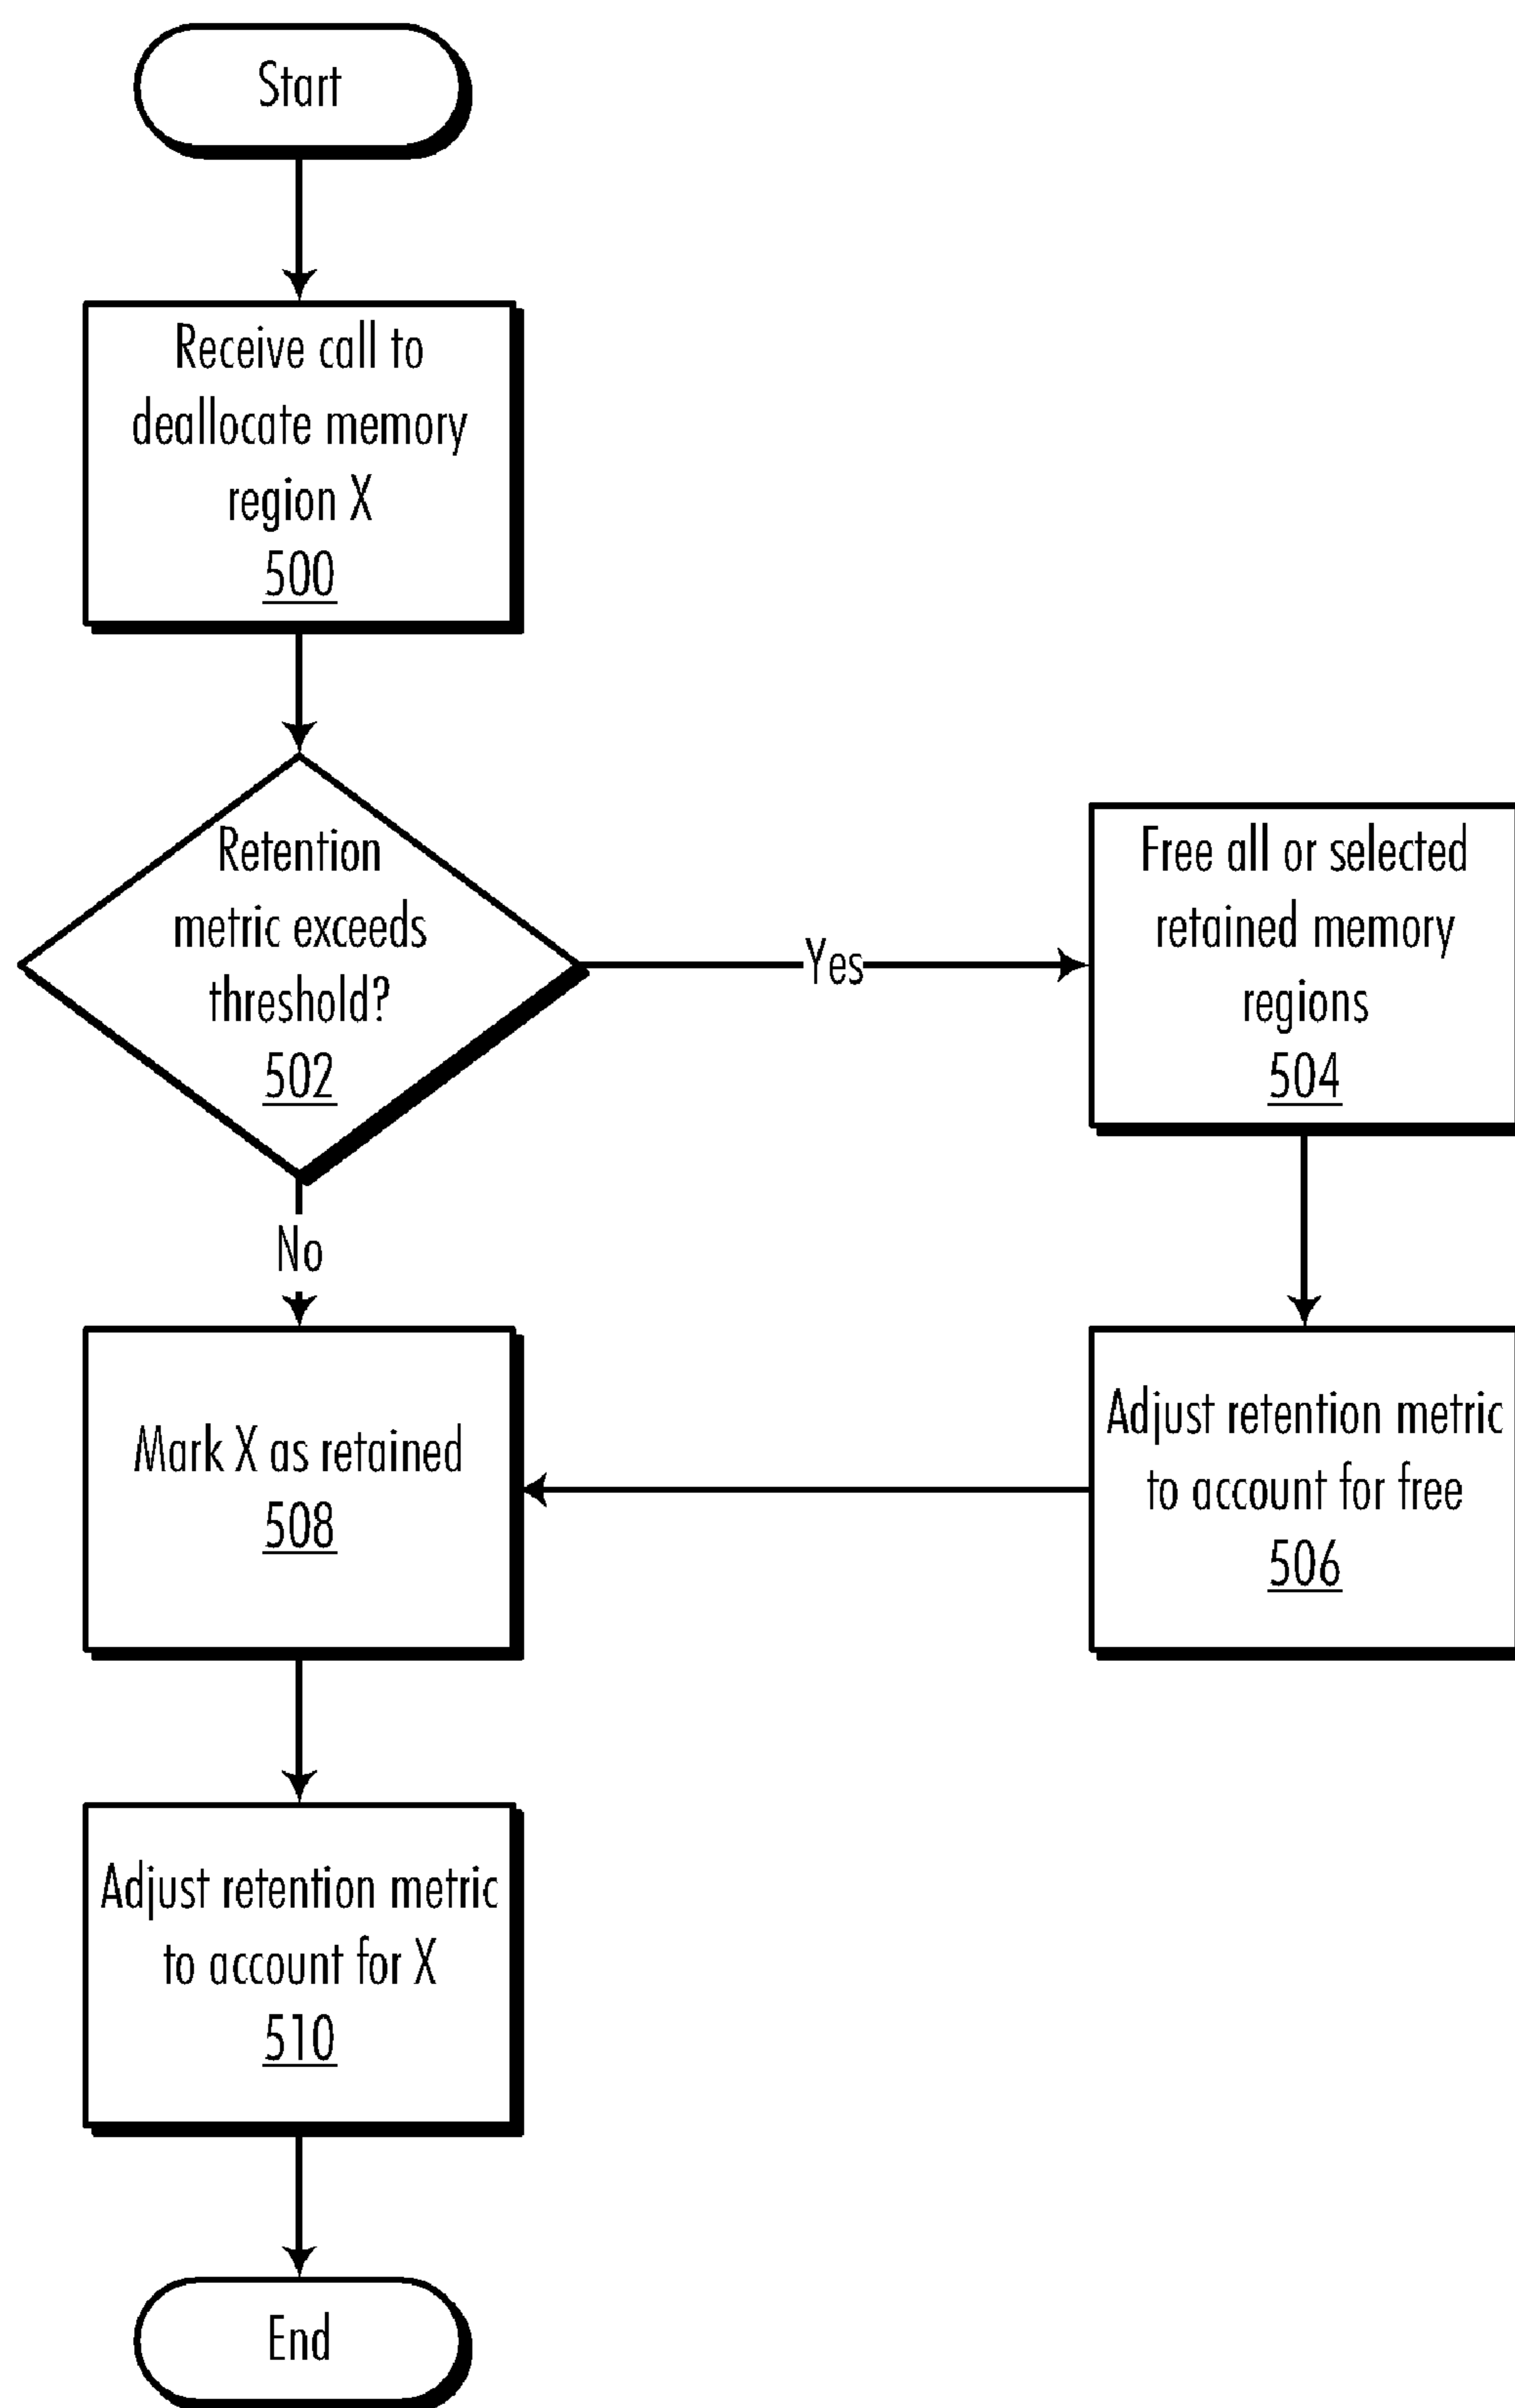 Start
Receive call to
deallocate memory
region X
500
Retention
metric exceeds
threshold?
502
Yes
Free all or selected
retained memory
regions
504
No
Mark X as retained
508
Adjust retention metric
to account for free
506
Adjust retention metric
to account for X
510
End